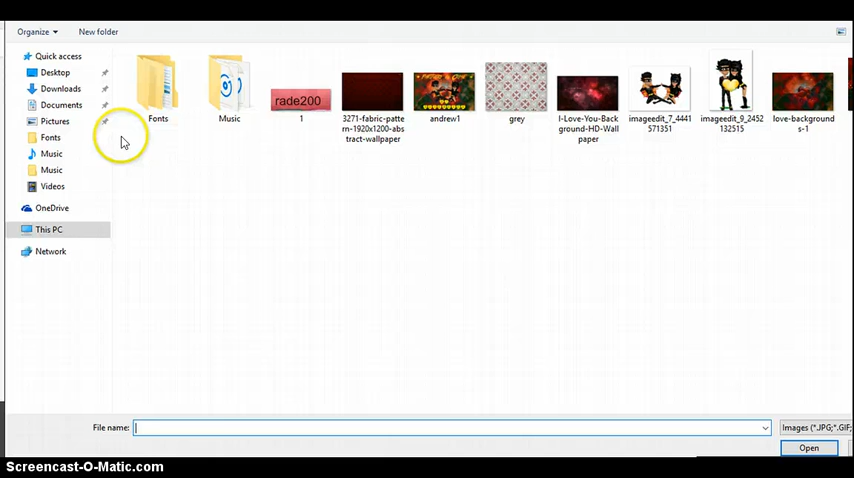 Organize
New folder
Quick access
Desktop
Downloads
Documents
Pictures
Fonts
Music
Music
Videos
OneDrive
This PC
Network
Fonts
Music
rade200
1
3271-fabric-patte
rn-1920x1200-abs
tract-wallpaper
andrew1
grey
I-Love-You-Back
ground-HD-Wall
paper
imageedit_7_4441
571351
imageedit_9_2452
132515
love-background
s-1
File name:
Images (*.JPG;*.GIF;
Open
Screencast-O-Matic.com